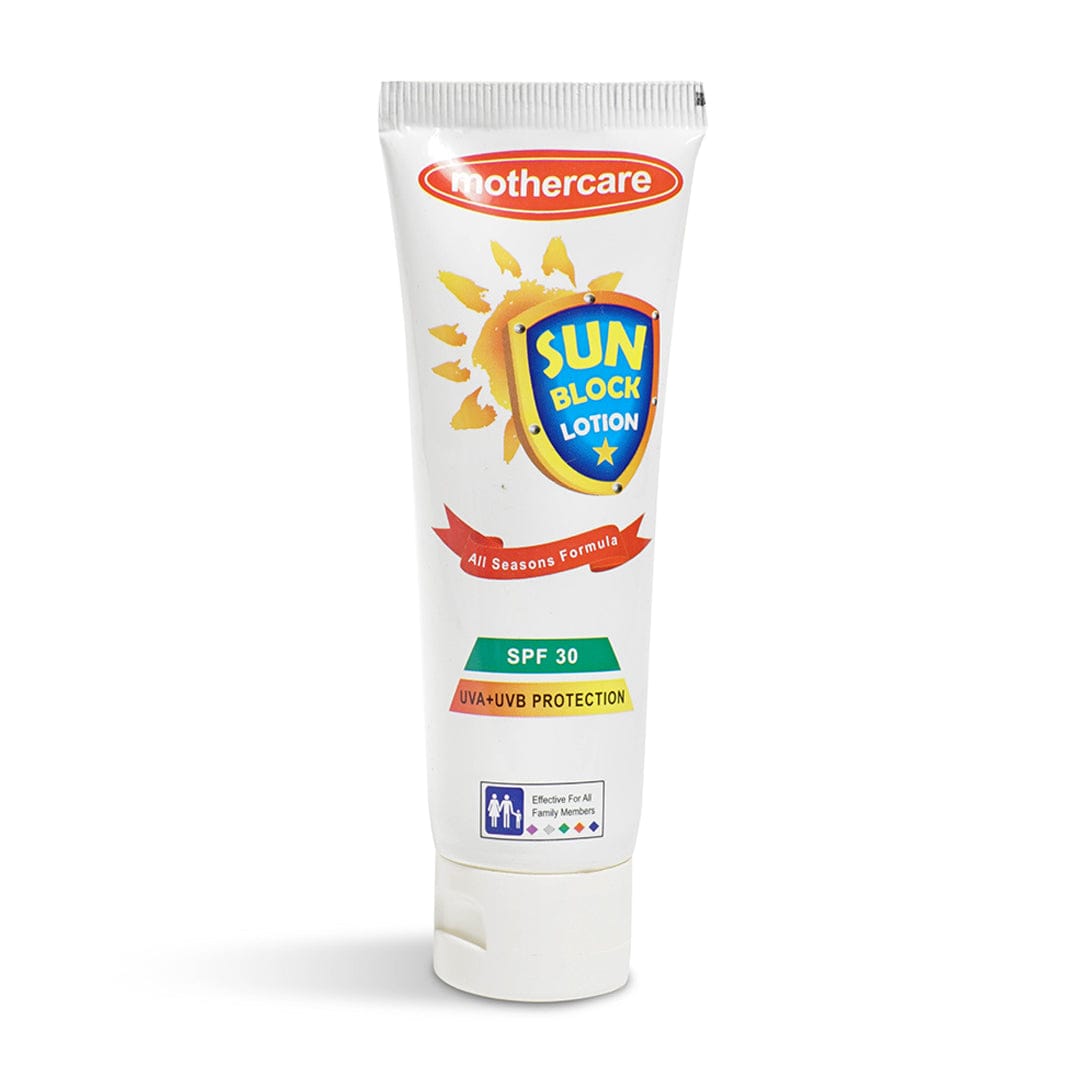 mothercare
SUN
BLOCK
LOTION
All Seasons Formula
SPF 30
UVA+UVB PROTECTION
Effective For All
Family Members